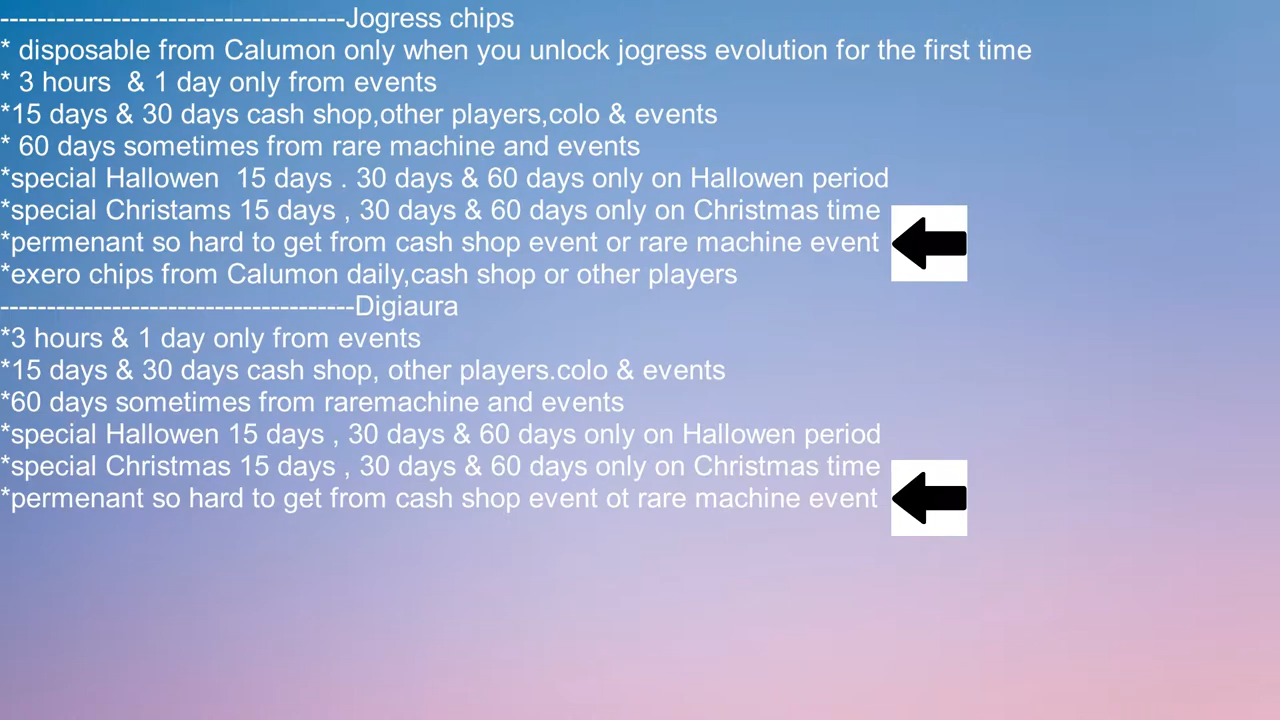 -------------------------------------Jogress chips
* disposable from Calumon only when you unlock jogress evolution for the first time
* 3 hours  & 1 day only from events
*15 days & 30 days cash shop,other players,colo & events
* 60 days sometimes from rare machine and events
*special Hallowen  15 days . 30 days & 60 days only on Hallowen period
*special Christams 15 days , 30 days & 60 days only on Christmas time
*permenant so hard to get from cash shop event or rare machine event
*exero chips from Calumon daily,cash shop or other players
--------------------------------------Digiaura
*3 hours & 1 day only from events
*15 days & 30 days cash shop, other players.colo & events
*60 days sometimes from raremachine and events
*special Hallowen 15 days , 30 days & 60 days only on Hallowen period
*special Christmas 15 days , 30 days & 60 days only on Christmas time
*permenant so hard to get from cash shop event ot rare machine event